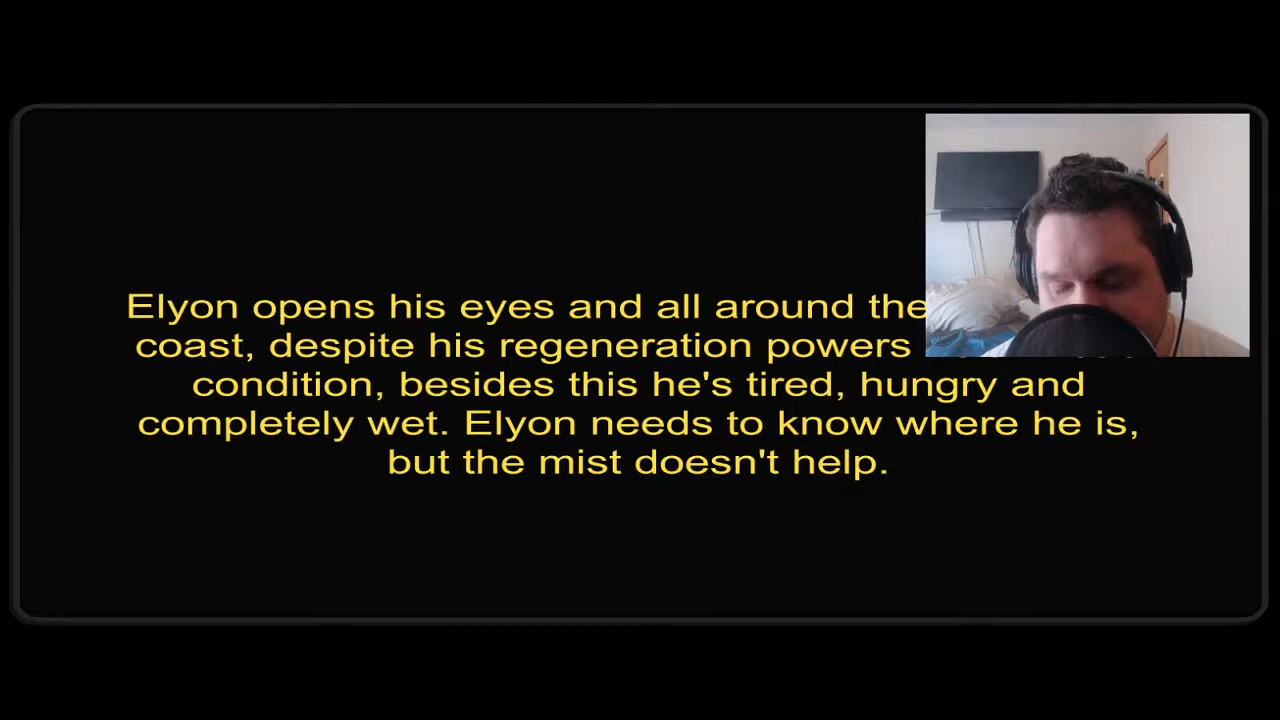 Elyon opens his eyes and all around the
coast, despite his regeneration powers
condition, besides this he's tired, hungry and
completely wet. Elyon needs to know where he is,
but the mist doesn't help.